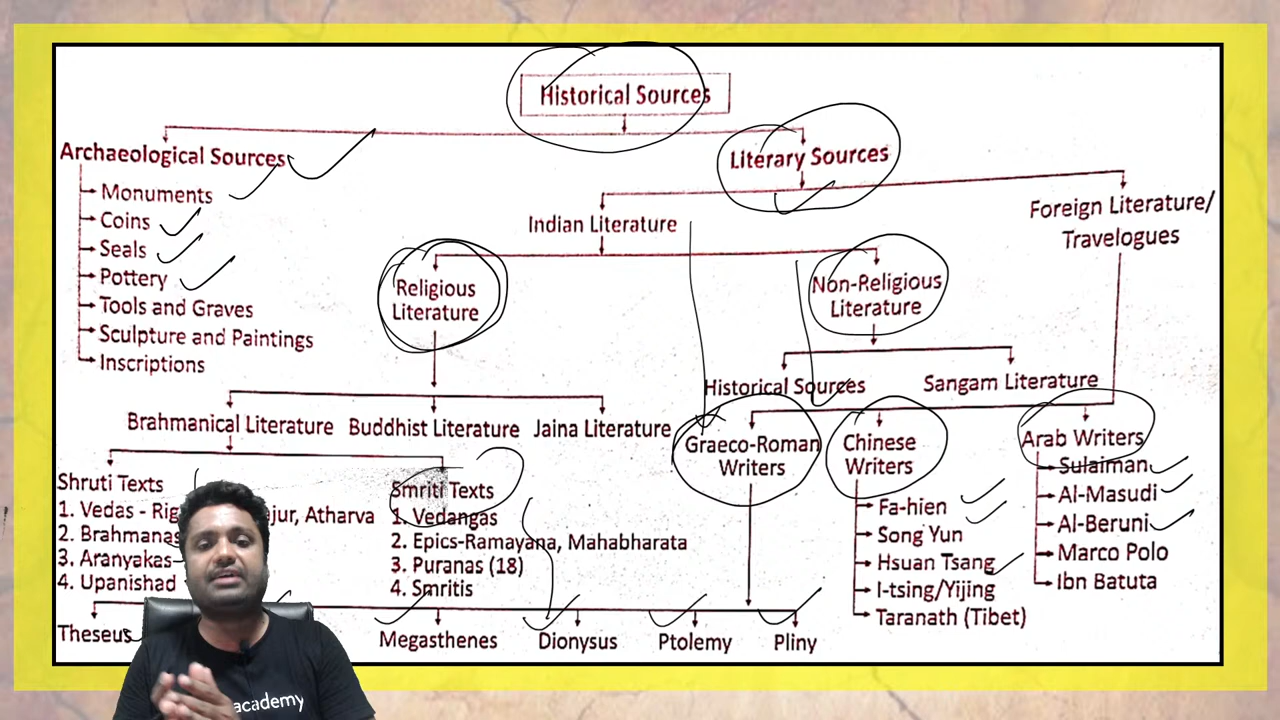 Historical Sources
Archaeological Sources
Monuments
Coins
Seals
Pottery
Tools and Graves
Sculpture and Paintings
Inscriptions
Literary Sources
Indian Literature
Foreign Literature/
Travelogues
Religious
Literature
Non-Religious
Literature
Historical Sources
Sangam Literature
Brahmanical Literature
Buddhist Literature
Jaina Literature
Shruti Texts
1. Vedas - Rig ajur, Atharva
2. Brahmanas
3. Aranyakas
4. Upanishad
Smriti Texts
1. Vedangas
2. Epics-Ramayana, Mahabharata
3. Puranas (18)
4. Smritis
Graeco-Roman
Writers
Theseus
Megasthenes
Dionysus
Ptolemy
Pliny
Chinese
Writers
Fa-hien
Song Yun
Hsuan Tsang
I-tsing/Yijing
Taranath (Tibet)
Arab Writers
Sulaiman
Al-Masudi
Al-Beruni
Marco Polo
Ibn Batuta
academy